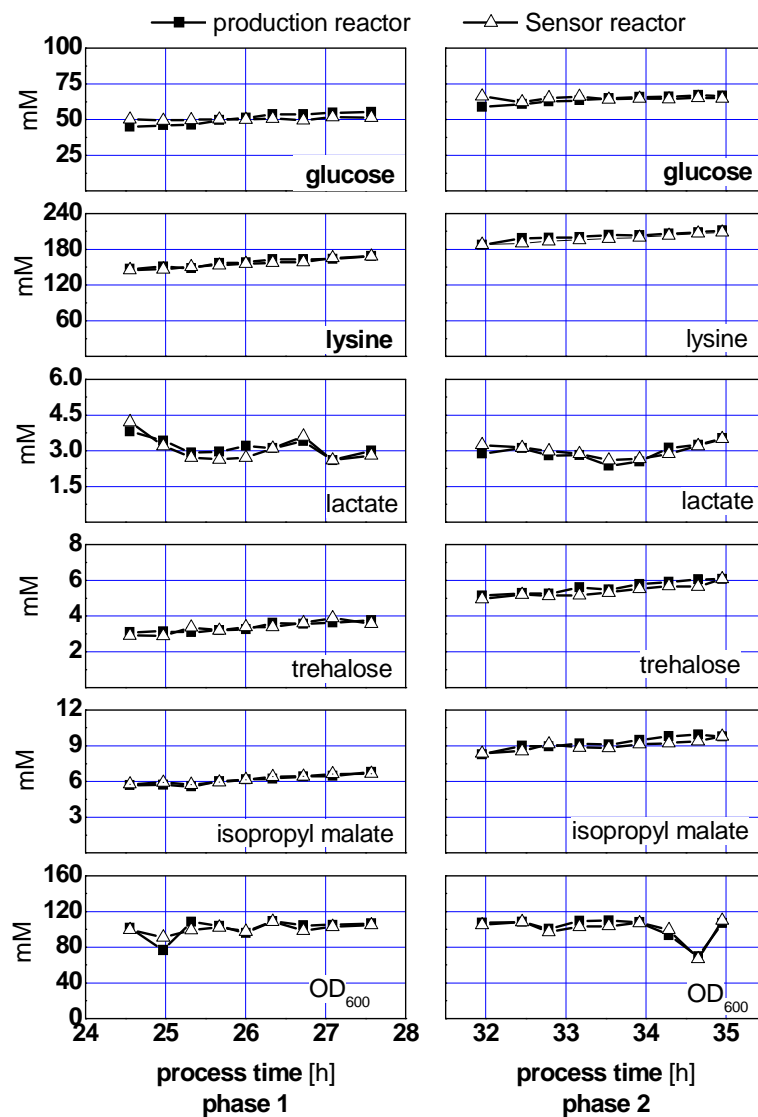 production reactor Sensor reactor
100
75
50
25
mM
glucose
glucose
240
180
120
60
mM
lysine
lysine
6.0
4.5
3.0
1.5
mM
lactate
lactate
8
6
4
2
mM
trehalose
trehalose
12
9
6
3
mM
isopropyl malate
isopropyl malate
160
120
80
40
0
mM
OD600
OD600
24 25 26 27 28
32 33 34 35
process time [h]
phase 1
process time [h]
phase 2